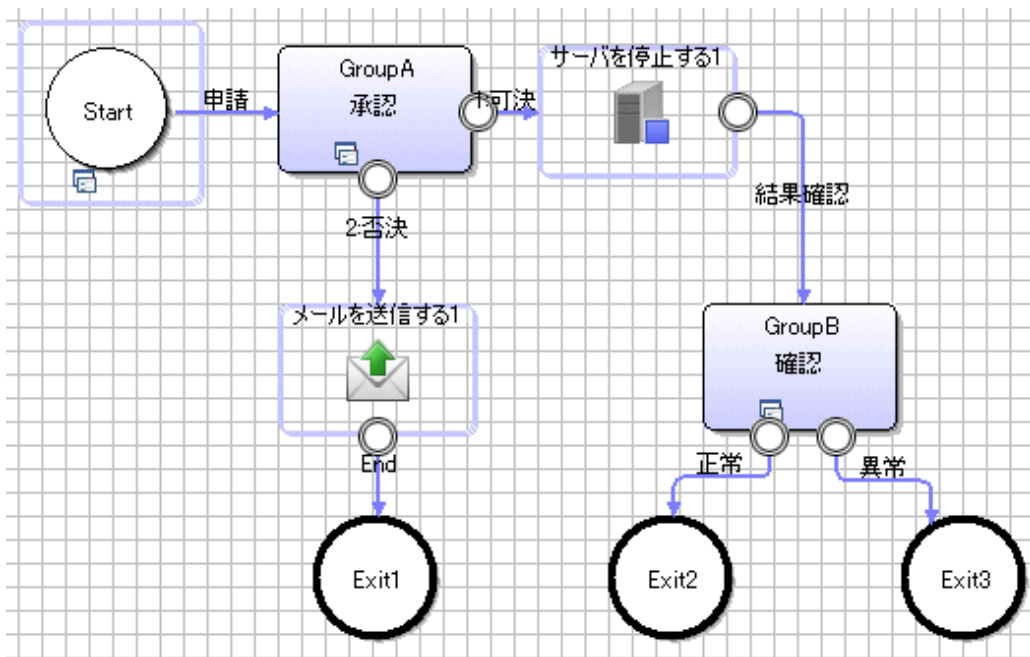 サーバを停止する1
GroupA
承認
Start
申請
1:可決
結果確認
2:否決
メールを送信する1
GroupB
確認
End
正常
異常
Exit1
Exit2
Exit3